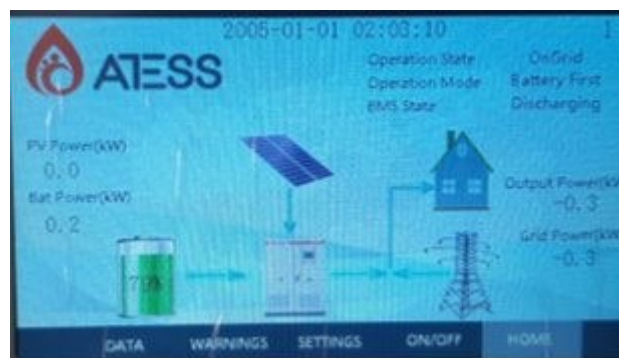 2005-01-01 02:03:10 1
ATESS
Operation State OnGrid
Operation Mode Battery First
BMS State Discharging
PV Power(kW)
0.0
Bat Power(kW)
0.2
Output Power(kW
-0.3
Grid Power(kW
-0.3
DATA WARNINGS SETTINGS ON/OFF HOME